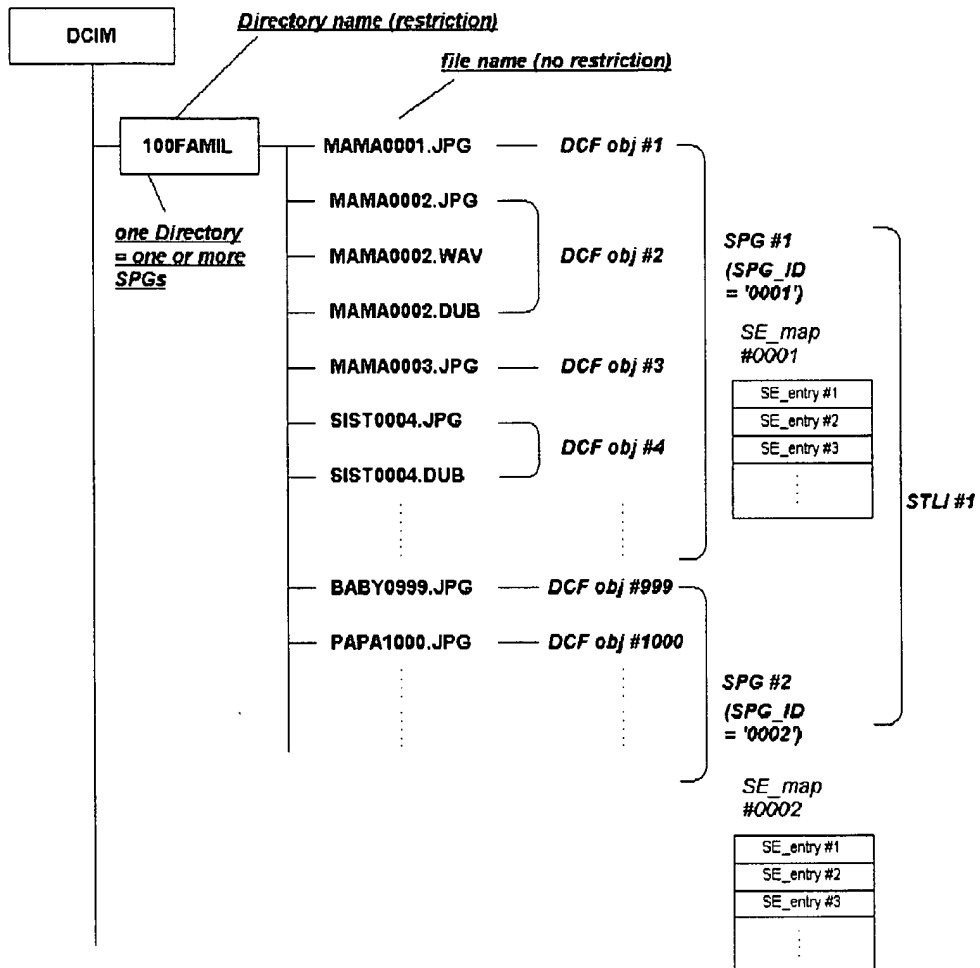 Directory name (restriction)
DCIM
file name (no restriction)
100FAMIL
MAMA0001.JPG
DCF obj #1
MAMA0002.JPG
one Directory
= one or more
SPGs
MAMA0002.WAV
DCF obj #2
MAMA0002.DUB
SPG #1
(SPG_ID
= '0001')
MAMA0003.JPG
DCF obj #3
SE_map
#0001
SE_entry #1
SE_entry #2
SE_entry #3
SIST0004.JPG
DCF obj #4
SIST0004.DUB
STLI #1
BABY0999.JPG
DCF obj #999
PAPA1000.JPG
DCF obj #1000
SPG #2
(SPG_ID
= '0002')
SE_map
#0002
SE_entry #1
SE_entry #2
SE_entry #3